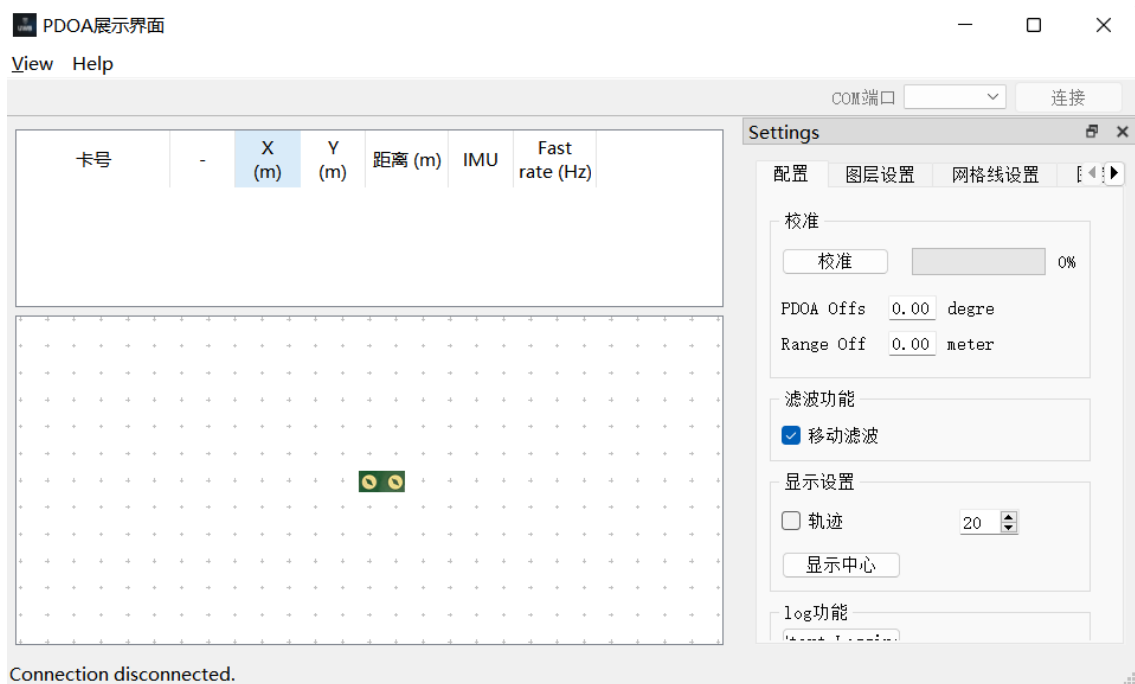 PDOA展示界面
View Help
COM端口 连接
Settings
卡号 - X (m) Y (m) 距离 (m) IMU Fast rate (Hz)
配置 图层设置 网格线设置
校准
校准 0%
PDOA Offs 0.00 degre
Range Off 0.00 meter
滤波功能
移动滤波
显示设置
轨迹 20
显示中心
log功能
Connection disconnected.